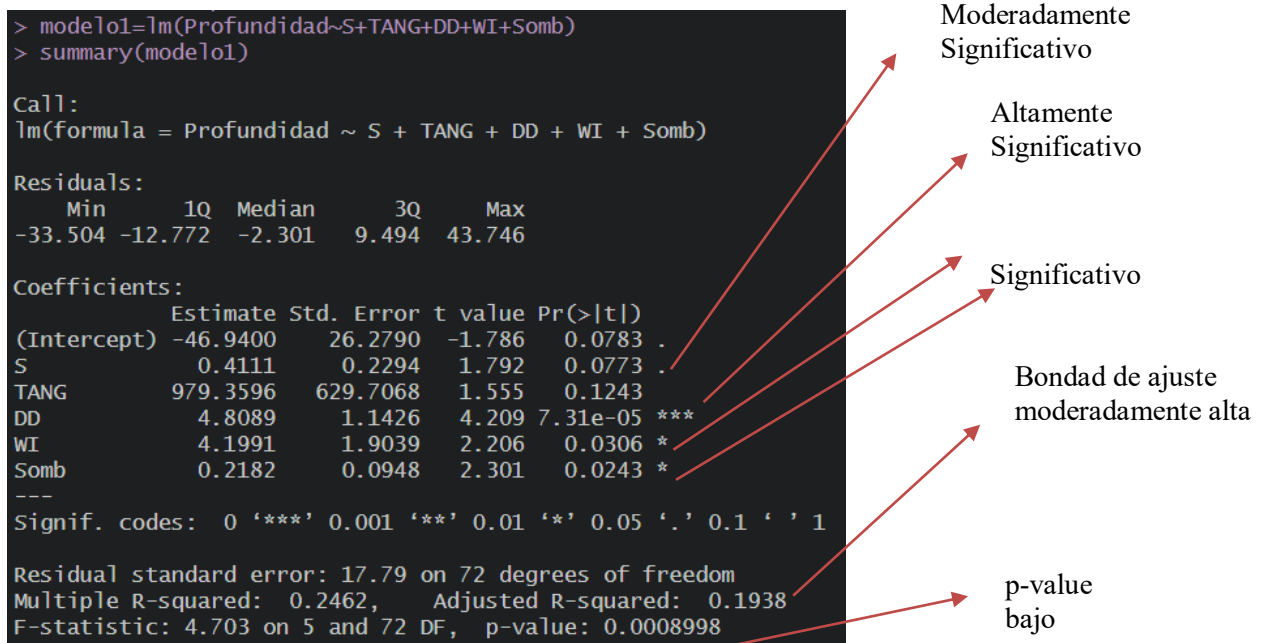 > modelo1=lm(Profundidad~S+TANG+DD+WI+Somb)
> summary(modelo1)
Call:
lm(formula = Profundidad ~ S + TANG + DD + WI + Somb)
Residuals:
Min 1Q Median 3Q Max
-33.504 -12.772 -2.301 9.494 43.746
Coefficients:
Estimate Std. Error t value Pr(>|t|)
(Intercept) -46.9400 26.2790 -1.786 0.0783 .
S 0.4111 0.2294 1.792 0.0773 .
TANG 979.3596 629.7068 1.555 0.1243
DD 4.8089 1.1426 4.209 7.31e-05 ***
WI 4.1991 1.9039 2.206 0.0306 *
Somb 0.2182 0.0948 2.301 0.0243 *
---
Signif. codes: 0 ‘***’ 0.001 ‘**’ 0.01 ‘*’ 0.05 ‘.’ 0.1 ‘ ’ 1
Residual standard error: 17.79 on 72 degrees of freedom
Multiple R-squared: 0.2462, Adjusted R-squared: 0.1938
F-statistic: 4.703 on 5 and 72 DF, p-value: 0.0008998
Moderadamente
Significativo
Altamente
Significativo
Significativo
Bondad de ajuste
moderadamente alta
p-value
bajo